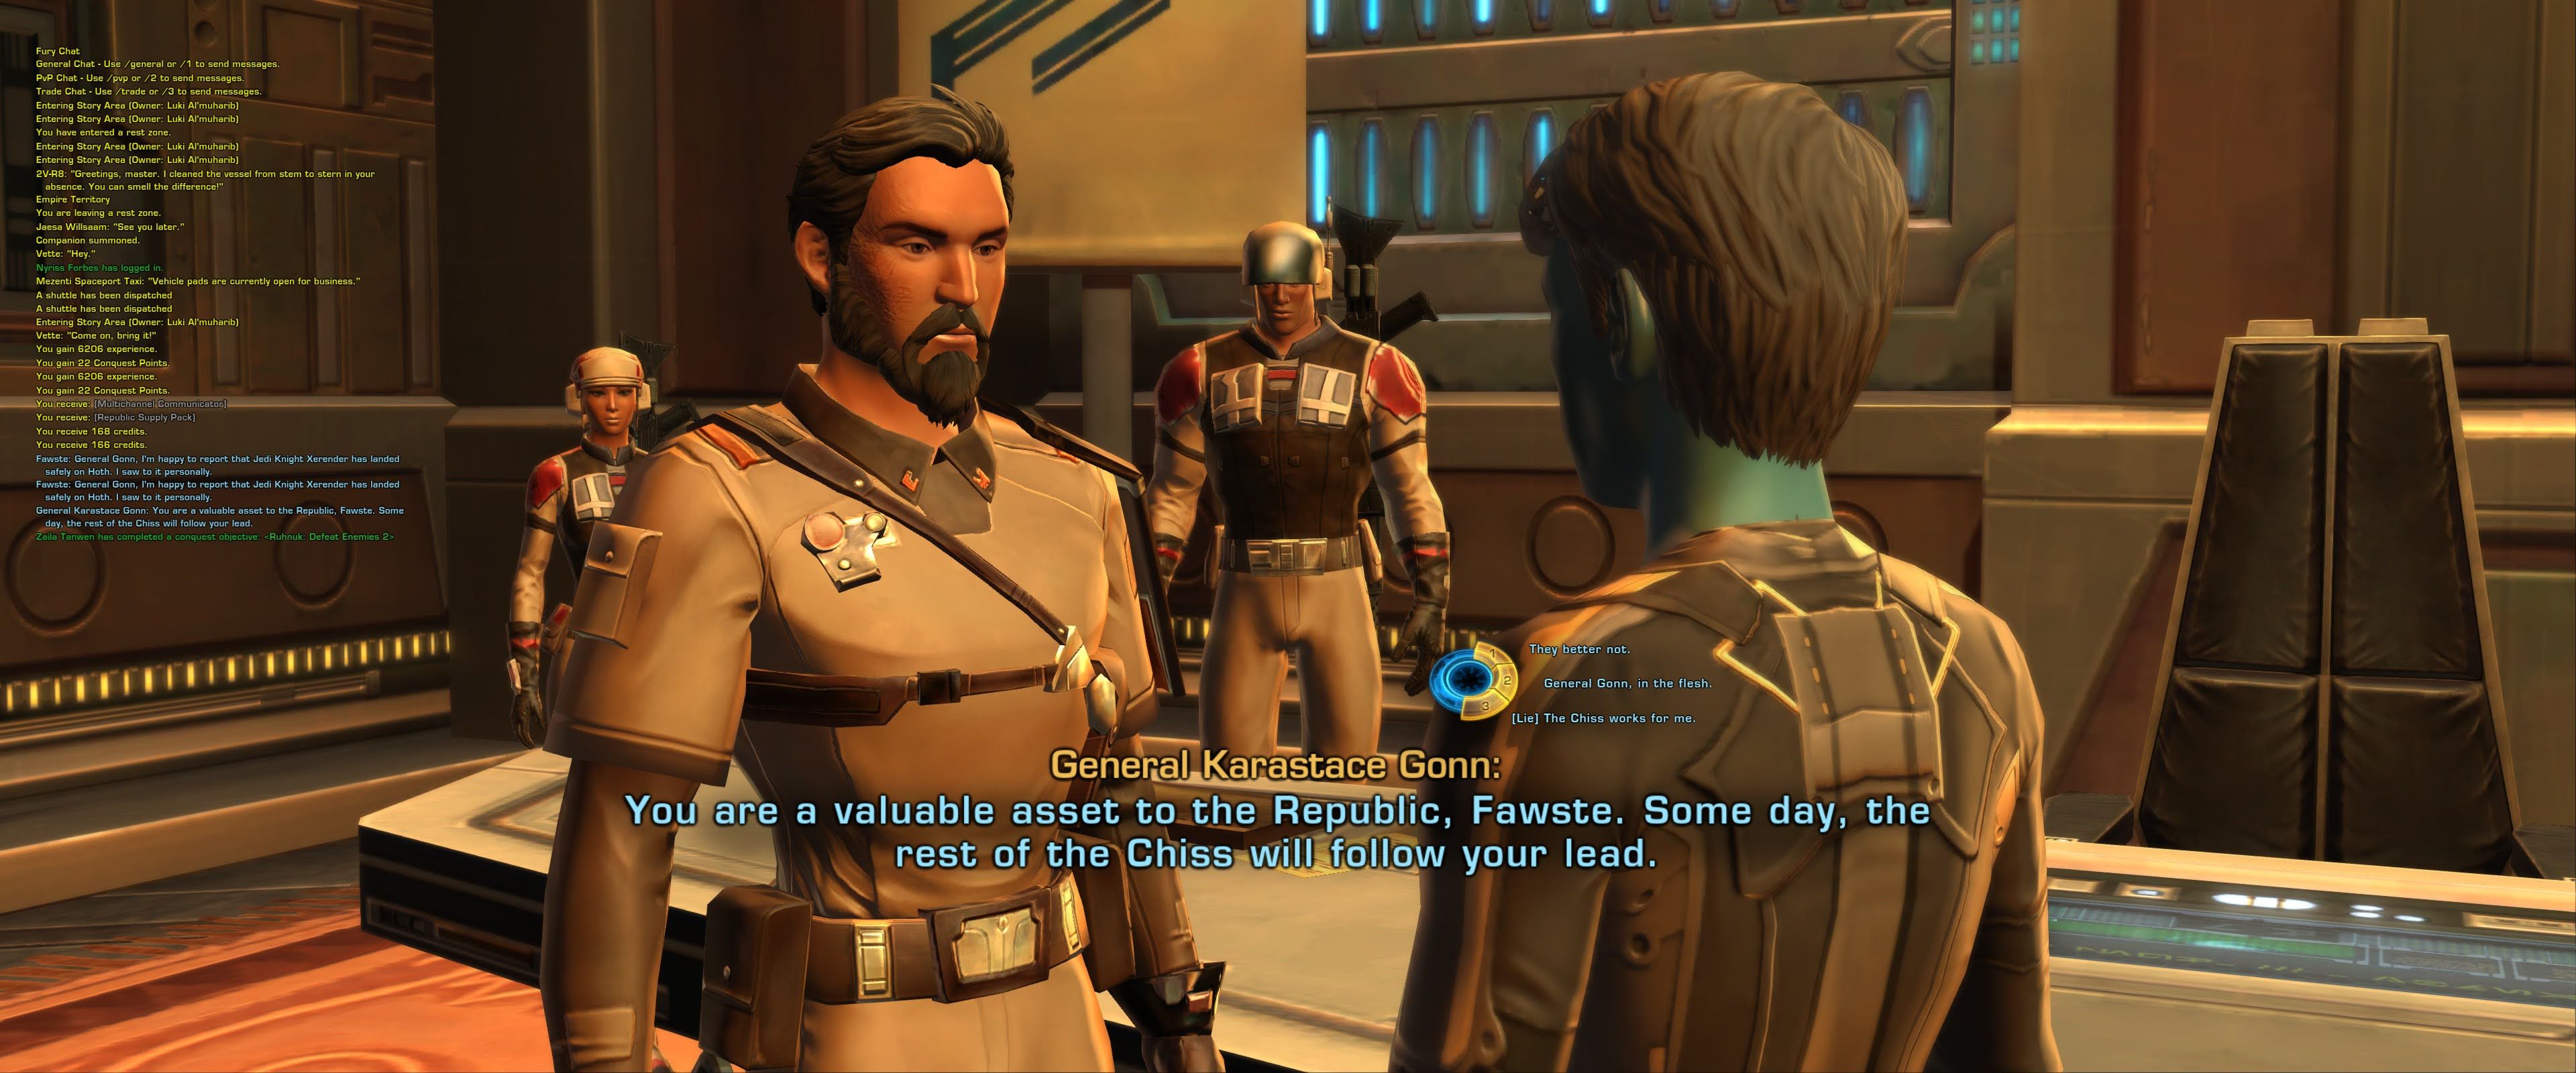 Fury Chat
General Chat - Use /general or /1 to send messages.
PvP Chat - Use /pvp or /2 to send messages.
Trade Chat - Use /trade or /3 to send messages.
Entering Story Area (Owner: Luki Al'muharib)
Entering Story Area (Owner: Luki Al'muharib)
You have entered a rest zone.
Entering Story Area (Owner: Luki Al'muharib)
Entering Story Area (Owner: Luki Al'muharib)
2V-R8: "Greetings, master. I cleaned the vessel from stem to stern in your
absence. You can smell the difference!"
Empire Territory
You are leaving a rest zone.
Jaesa Willsaam: "See you later."
Companion summoned.
Vette: "Hey."
Nyriss Forbes has logged in.
Mezenti Spaceport Taxi: "Vehicle pads are currently open for business."
A shuttle has been dispatched
A shuttle has been dispatched
Entering Story Area (Owner: Luki Al'muharib)
Vette: "Come on, bring it!"
You gain 6206 experience.
You gain 22 Conquest Points.
You gain 6206 experience.
You gain 22 Conquest Points.
You receive: [Multichannel Communicator]
You receive: [Republic Supply Pack]
You receive 168 credits.
You receive 166 credits.
Fawste: General Gonn, I'm happy to report that Jedi Knight Xerender has landed
safely on Hoth. I saw to it personally.
Fawste: General Gonn, I'm happy to report that Jedi Knight Xerender has landed
safely on Hoth. I saw to it personally.
General Karastace Gonn: You are a valuable asset to the Republic, Fawste. Some
day, the rest of the Chiss will follow your lead.
Zaila Tanwen has completed a conquest objective: <Ruhnuk: Defeat Enemies 2>
1 They better not.
2 General Gonn, in the flesh.
3 [Lie] The Chiss works for me.
General Karastace Gonn:
You are a valuable asset to the Republic, Fawste. Some day, the
rest of the Chiss will follow your lead.